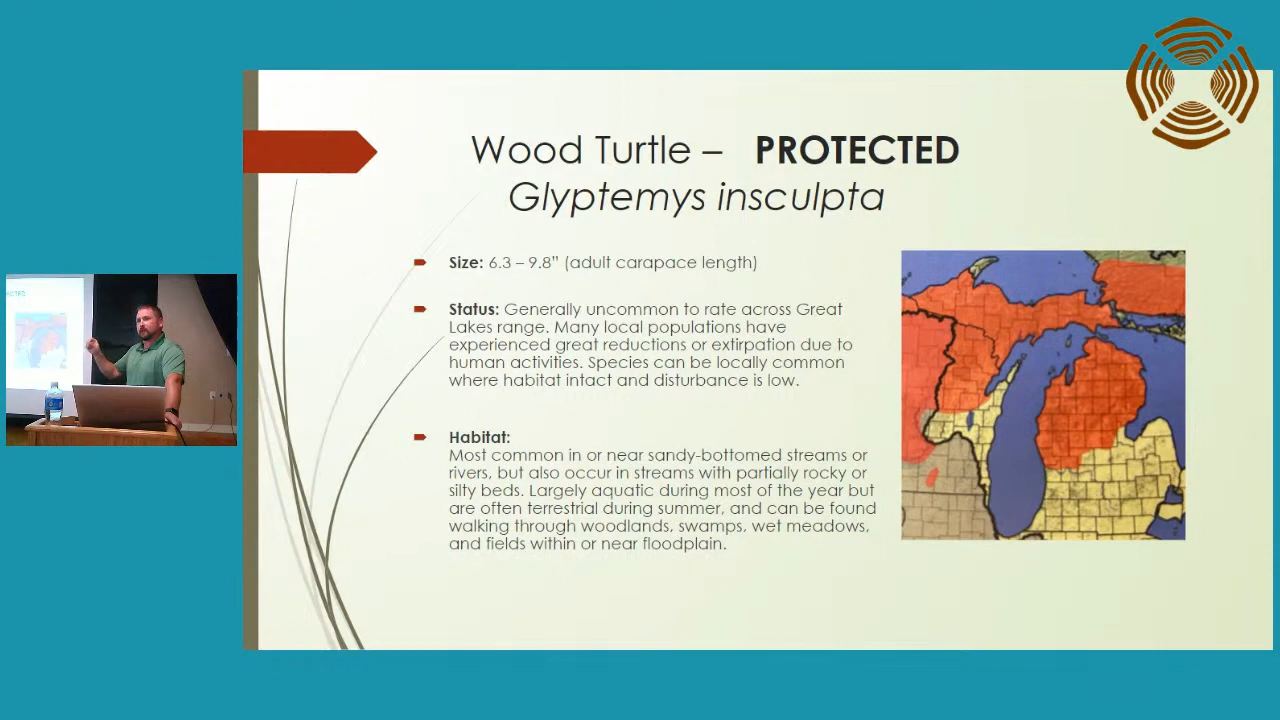 Wood Turtle – PROTECTED
Glyptemys insculpta
Size: 6.3 – 9.8” (adult carapace length)
Status: Generally uncommon to rate across Great
Lakes range. Many local populations have
experienced great reductions or extirpation due to
human activities. Species can be locally common
where habitat intact and disturbance is low.
Habitat:
Most common in or near sandy-bottomed streams or
rivers, but also occur in streams with partially rocky or
silty beds. Largely aquatic during most of the year but
are often terrestrial during summer, and can be found
walking through woodlands, swamps, wet meadows,
and fields within or near floodplain.